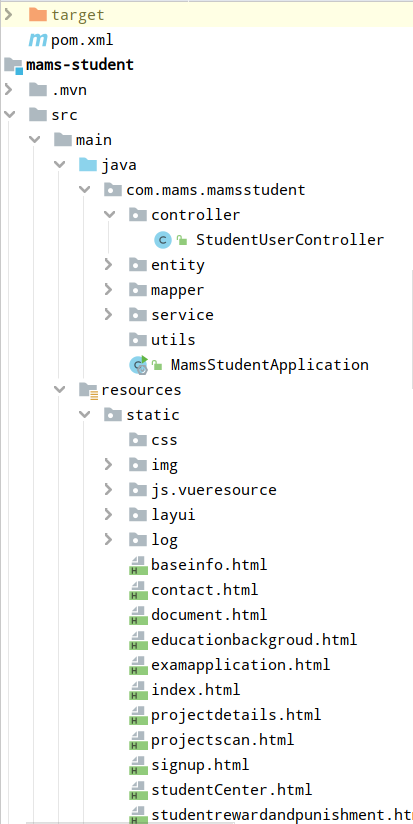 target
pom.xml
mams-student
.mvn
src
main
java
com.mams.mamsstudent
controller
StudentUserController
entity
mapper
service
utils
MamsStudentApplication
resources
static
css
img
js.vueresource
layui
log
baseinfo.html
contact.html
document.html
educationbackgroud.html
examapplication.html
index.html
projectdetails.html
projectscan.html
signup.html
studentCenter.html
studentrewardandpunishment.htm